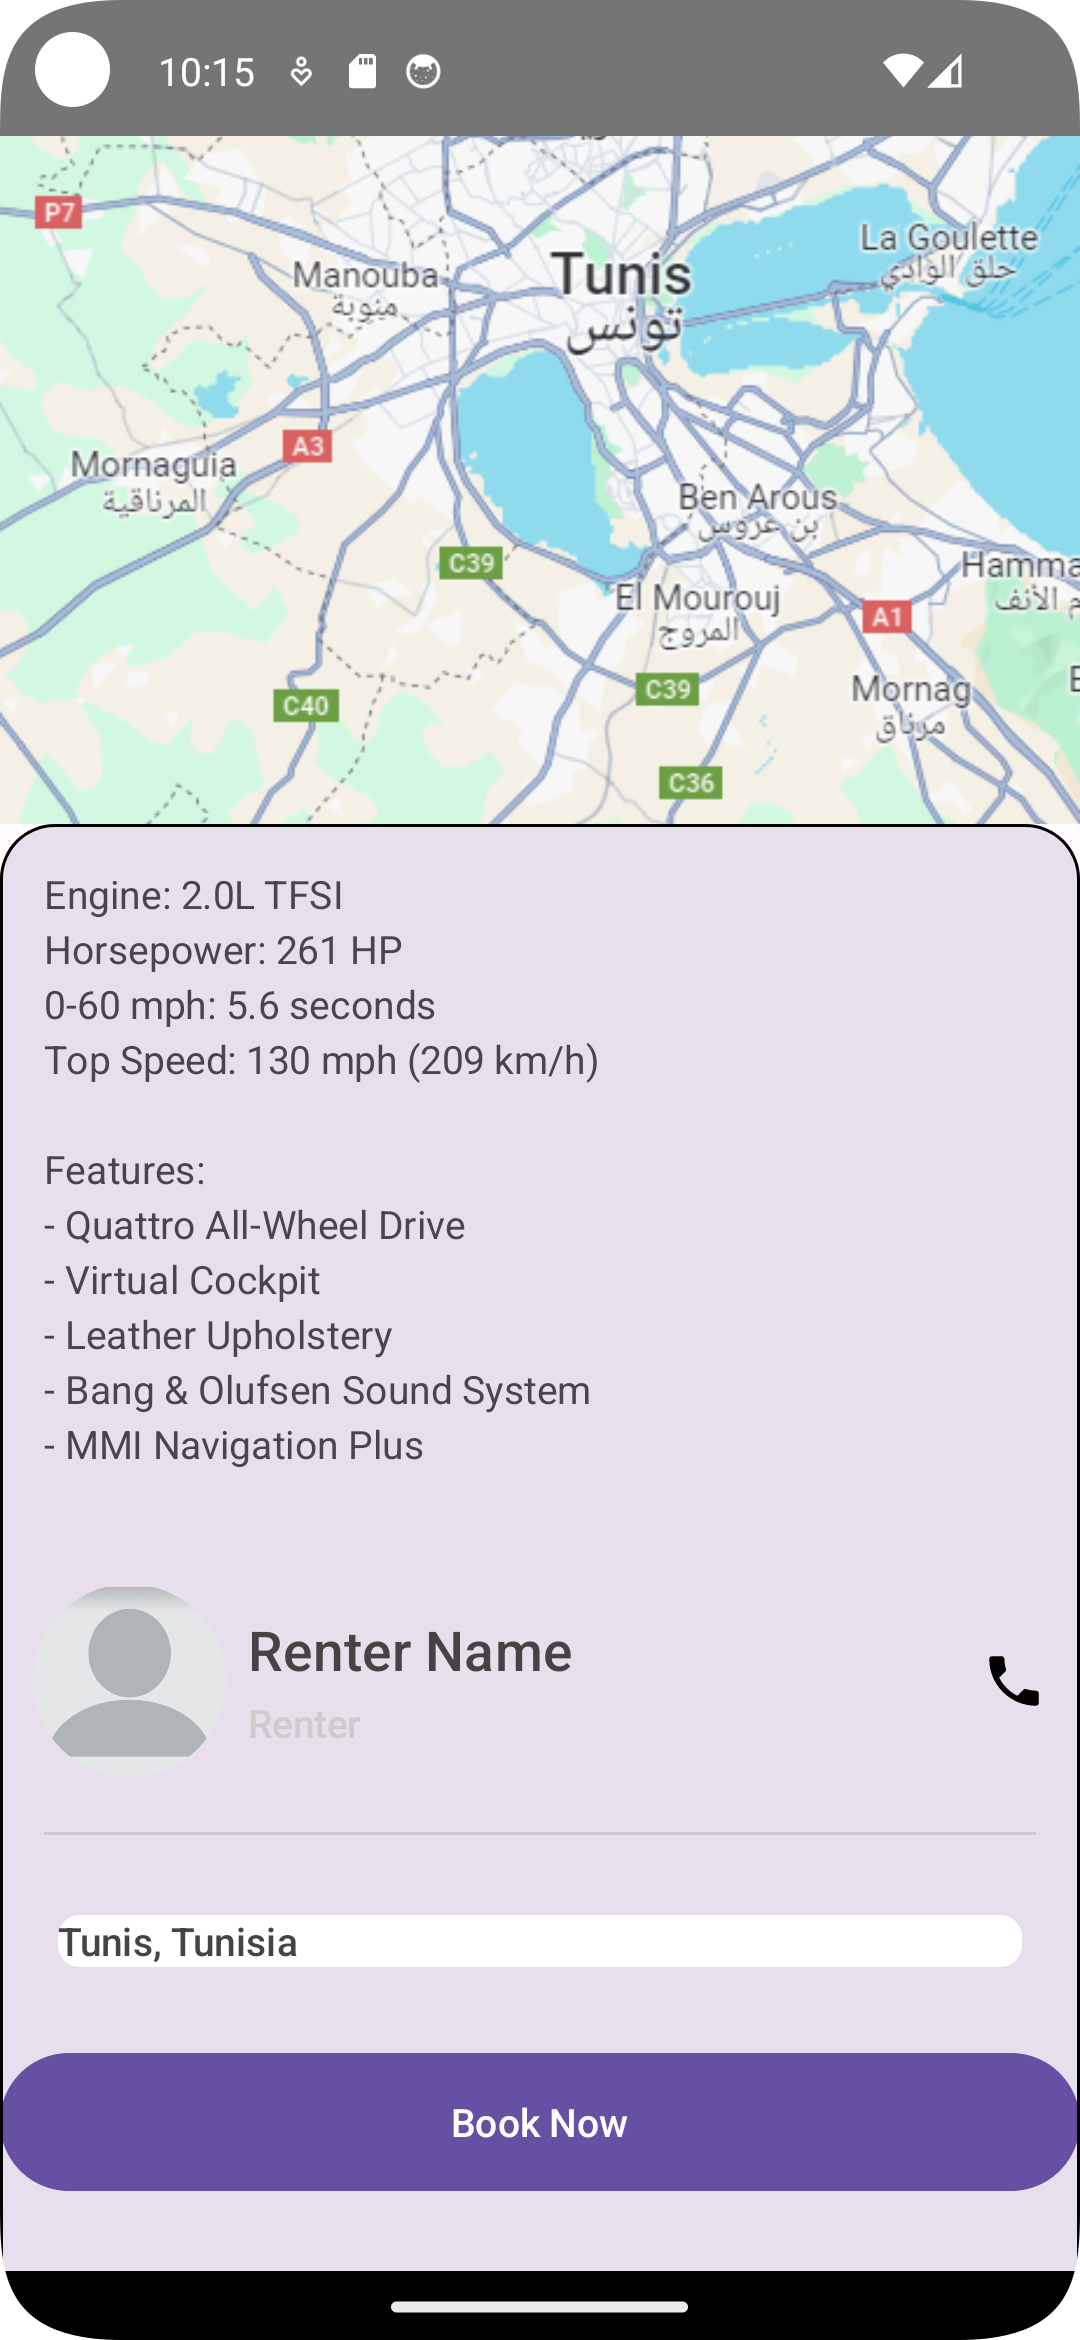 10:15
P7
La Goulette
حلق الوادي
Manouba
منوبة
Tunis
تونس
A3
Mornaguia
المرناقية
Ben Arous
بن عروس
C39
Hamma
م الأنف
El Mourouj
المروج
A1
C39
Mornag
مرناق
C40
C36
Engine: 2.0L TFSI
Horsepower: 261 HP
0-60 mph: 5.6 seconds
Top Speed: 130 mph (209 km/h)
Features:
- Quattro All-Wheel Drive
- Virtual Cockpit
- Leather Upholstery
- Bang & Olufsen Sound System
- MMI Navigation Plus
Renter Name
Renter
Tunis, Tunisia
Book Now